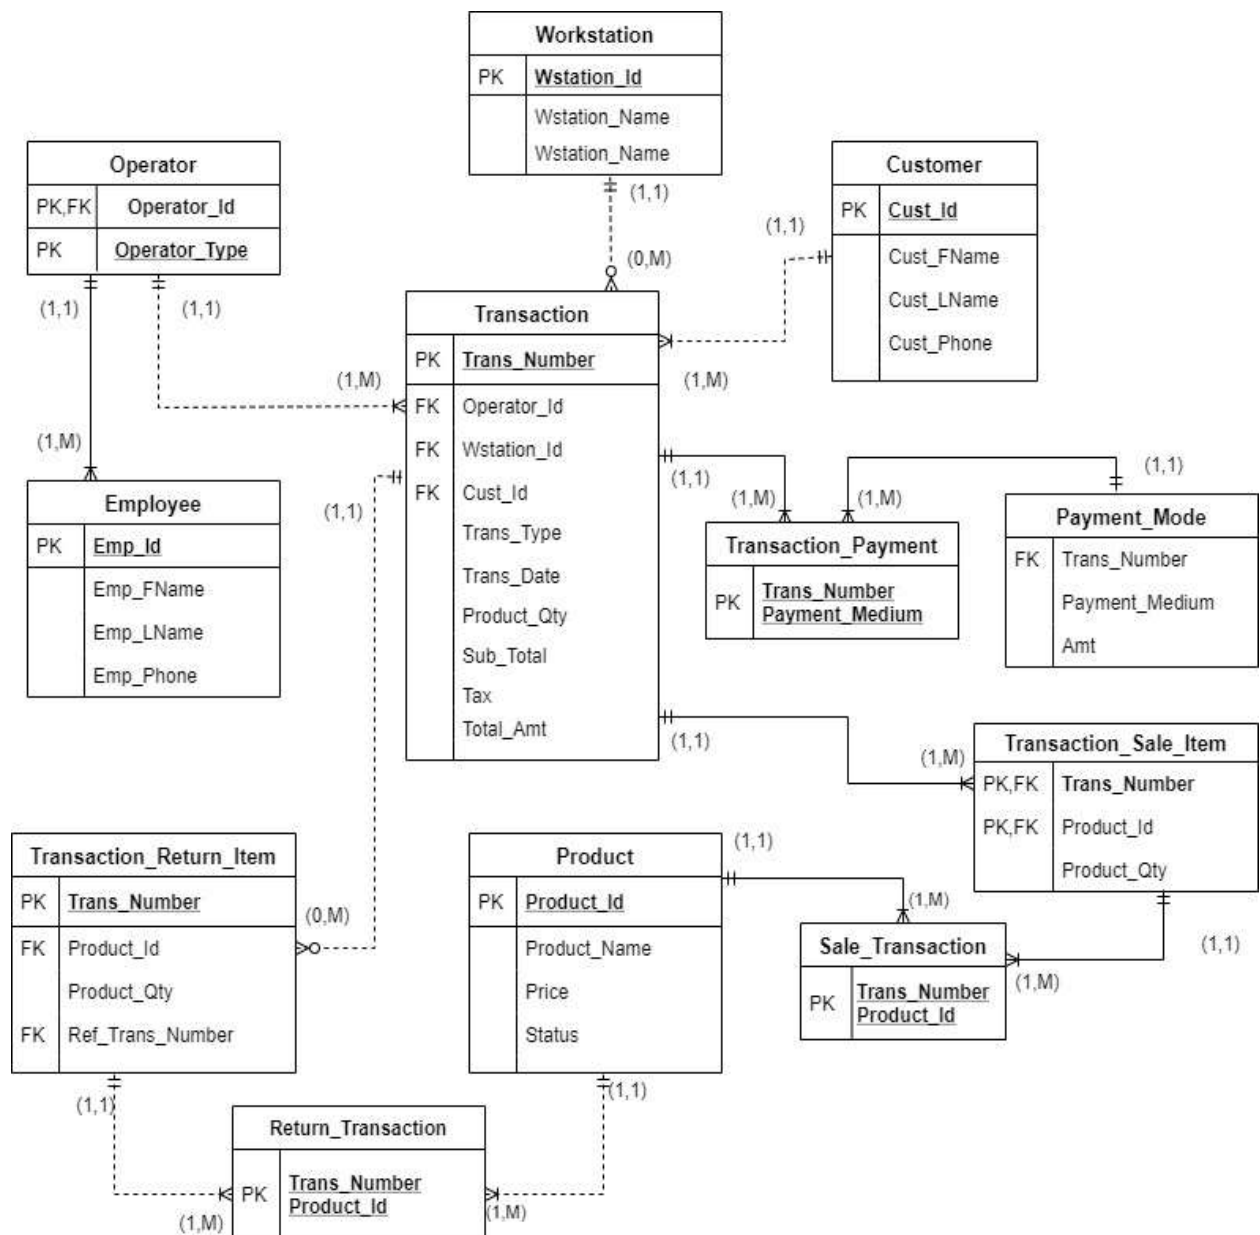 Workstation
PK Wstation_Id
Wstation_Name
Wstation_Name
(1,1)
(0,M)
Operator
PK,FK Operator_Id
PK Operator_Type
(1,1)
(1,1)
(1,M)
(1,M)
Customer
PK Cust_Id
Cust_FName
Cust_LName
Cust_Phone
(1,1)
(1,M)
Transaction
PK Trans_Number
FK Operator_Id
FK Wstation_Id
FK Cust_Id
Trans_Type
Trans_Date
Product_Qty
Sub_Total
Tax
Total_Amt
(1,1)
(1,1)
(1,M)
(1,M)
(1,1)
Employee
PK Emp_Id
Emp_FName
Emp_LName
Emp_Phone
Transaction_Payment
PK Trans_Number
Payment_Medium
Payment_Mode
FK Trans_Number
Payment_Medium
Amt
(1,1)
(1,M)
Transaction_Sale_Item
PK,FK Trans_Number
PK,FK Product_Id
Product_Qty
Transaction_Return_Item
PK Trans_Number
FK Product_Id
Product_Qty
FK Ref_Trans_Number
(0,M)
Product
PK Product_Id
Product_Name
Price
Status
(1,1)
(1,M)
Sale_Transaction
PK Trans_Number
Product_Id
(1,1)
(1,M)
(1,1)
(1,1)
Return_Transaction
PK Trans_Number
Product_Id
(1,M)
(1,M)